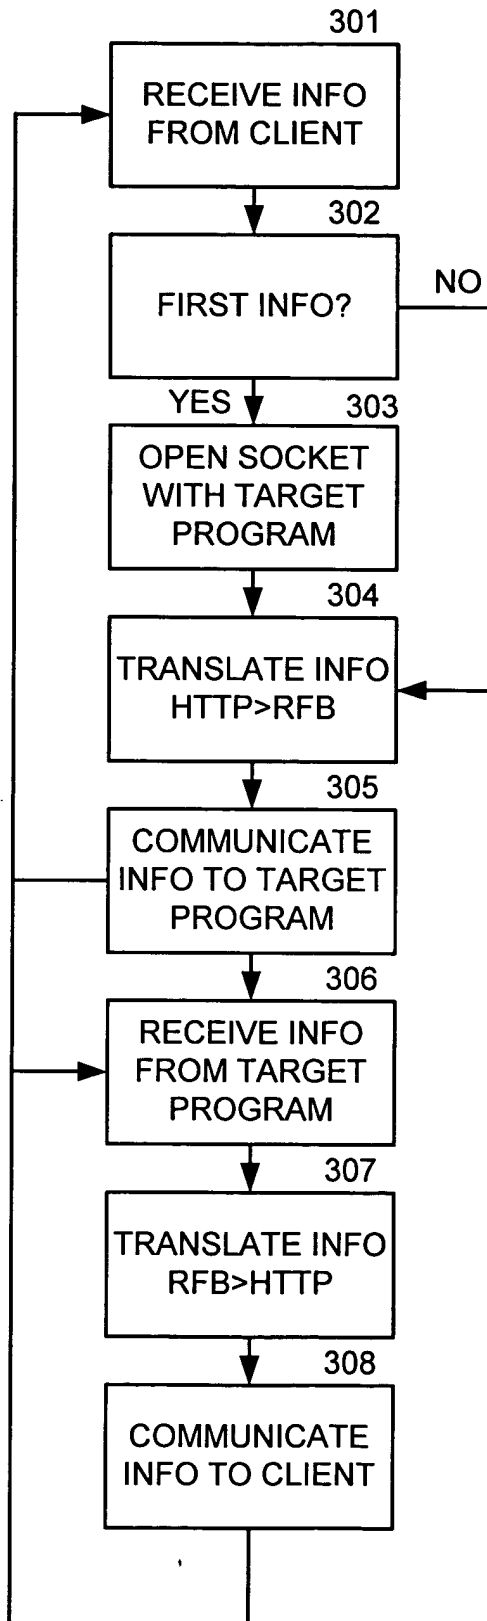 301
RECEIVE INFO
FROM CLIENT
302
FIRST INFO?
NO
YES
303
OPEN SOCKET
WITH TARGET
PROGRAM
304
TRANSLATE INFO
HTTP>RFB
305
COMMUNICATE
INFO TO TARGET
PROGRAM
306
RECEIVE INFO
FROM TARGET
PROGRAM
307
TRANSLATE INFO
RFB>HTTP
308
COMMUNICATE
INFO TO CLIENT